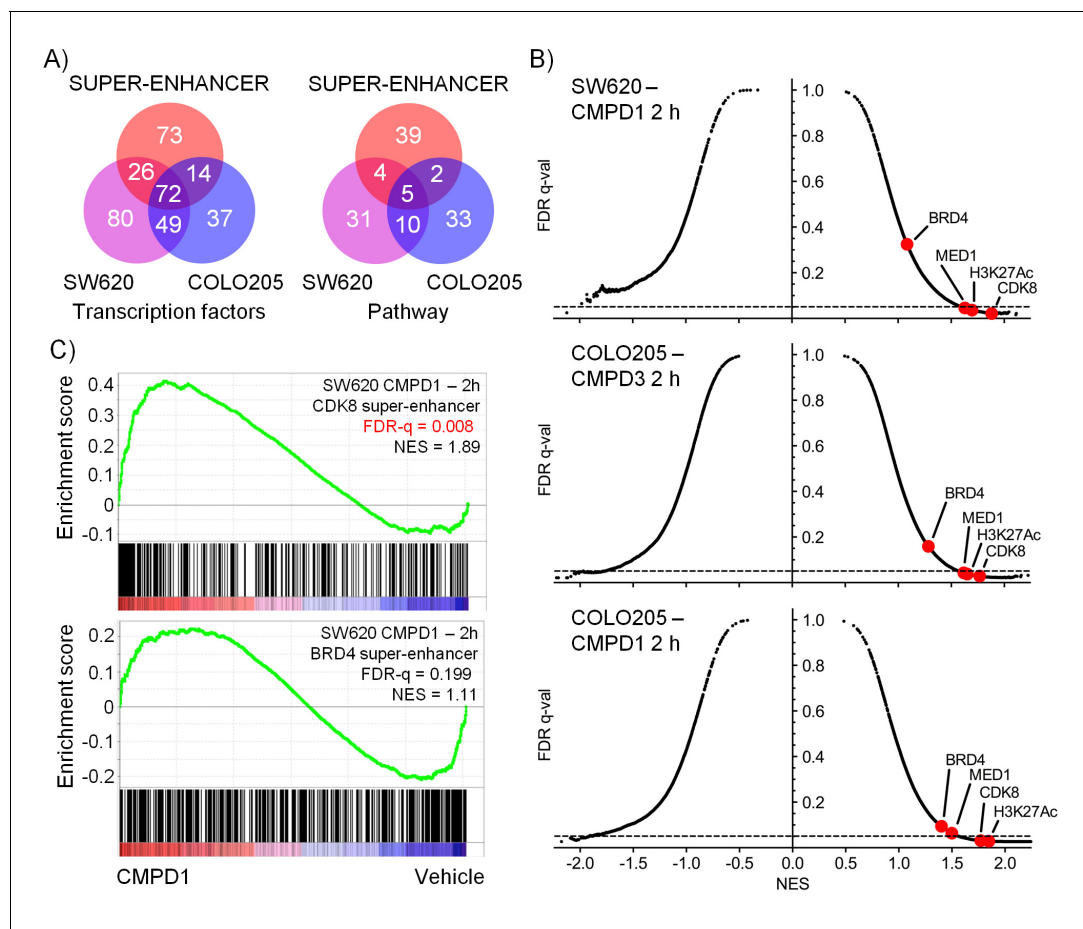 A)
SUPER-ENHANCER
73
26
14
72
80
49
37
SW620
COLO205
Transcription factors
SUPER-ENHANCER
39
4
2
5
31
10
33
SW620
COLO205
Pathway
B)
SW620 –
CMPD1 2 h
FDR q-val
1.0
0.8
0.6
0.4
0.2
BRD4
MED1
H3K27Ac
CDK8
COLO205 –
CMPD3 2 h
FDR q-val
1.0
0.8
0.6
0.4
0.2
BRD4
MED1
H3K27Ac
CDK8
COLO205 –
CMPD1 2 h
FDR q-val
1.0
0.8
0.6
0.4
0.2
BRD4
MED1
CDK8
H3K27Ac
-2.0 -1.5 -1.0 -0.5 0.0 0.5 1.0 1.5 2.0
NES
C)
Enrichment score
0.4
0.3
0.2
0.1
0
-0.1
SW620 CMPD1 – 2h
CDK8 super-enhancer
FDR-q = 0.008
NES = 1.89
Enrichment score
0.2
0.1
0
-0.1
-0.2
SW620 CMPD1 – 2h
BRD4 super-enhancer
FDR-q = 0.199
NES = 1.11
CMPD1 Vehicle